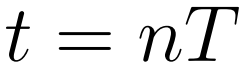 t = nT